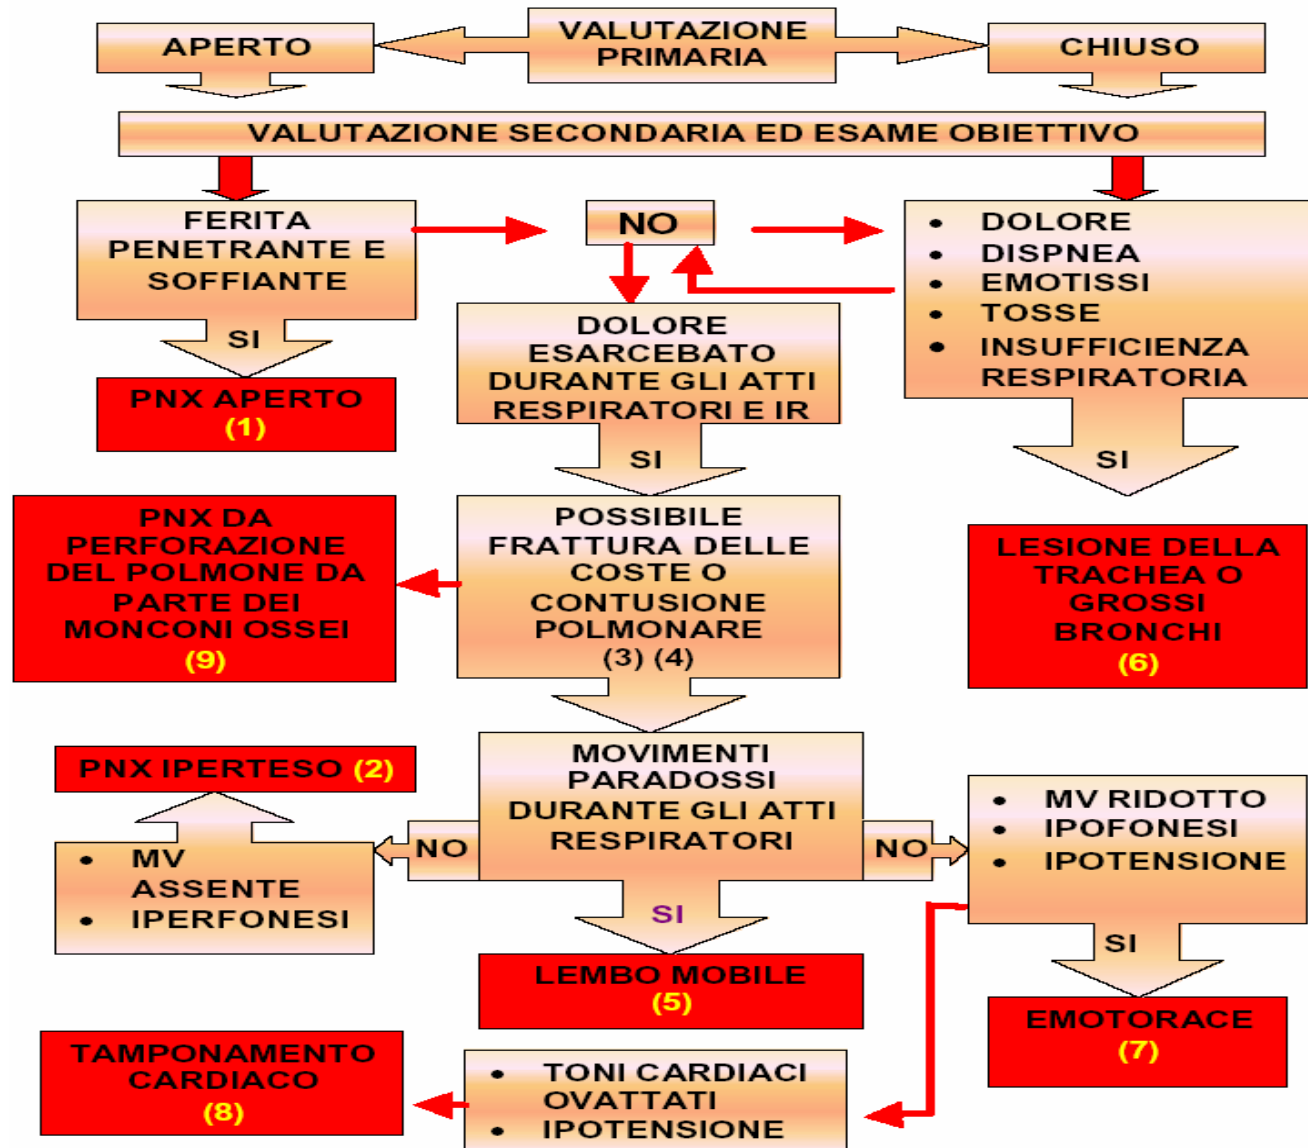 VALUTAZIONE
PRIMARIA
APERTO
CHIUSO
VALUTAZIONE SECONDARIA ED ESAME OBIETTIVO
FERITA
PENETRANTE E
SOFFIANTE
SI
PNX APERTO
(1)
NO
• DOLORE
• DISPNEA
• EMOTISSI
• TOSSE
• INSUFFICIENZA
RESPIRATORIA
SI
LESIONE DELLA
TRACHEA O
GROSSI
BRONCHI
(6)
DOLORE
ESARCEBATO
DURANTE GLI ATTI
RESPIRATORI E IR
SI
POSSIBILE
FRATTURA DELLE
COSTE O
CONTUSIONE
POLMONARE
(3) (4)
PNX DA
PERFORAZIONE
DEL POLMONE DA
PARTE DEI
MONCONI OSSEI
(9)
MOVIMENTI
PARADOSSI
DURANTE GLI ATTI
RESPIRATORI
NO
NO
PNX IPERTESO (2)
• MV
ASSENTE
• IPERFONESI
SI
LEMBO MOBILE
(5)
• MV RIDOTTO
• IPOFONESI
• IPOTENSIONE
SI
EMOTORACE
(7)
• TONI CARDIACI
OVATTATI
• IPOTENSIONE
TAMPONAMENTO
CARDIACO
(8)